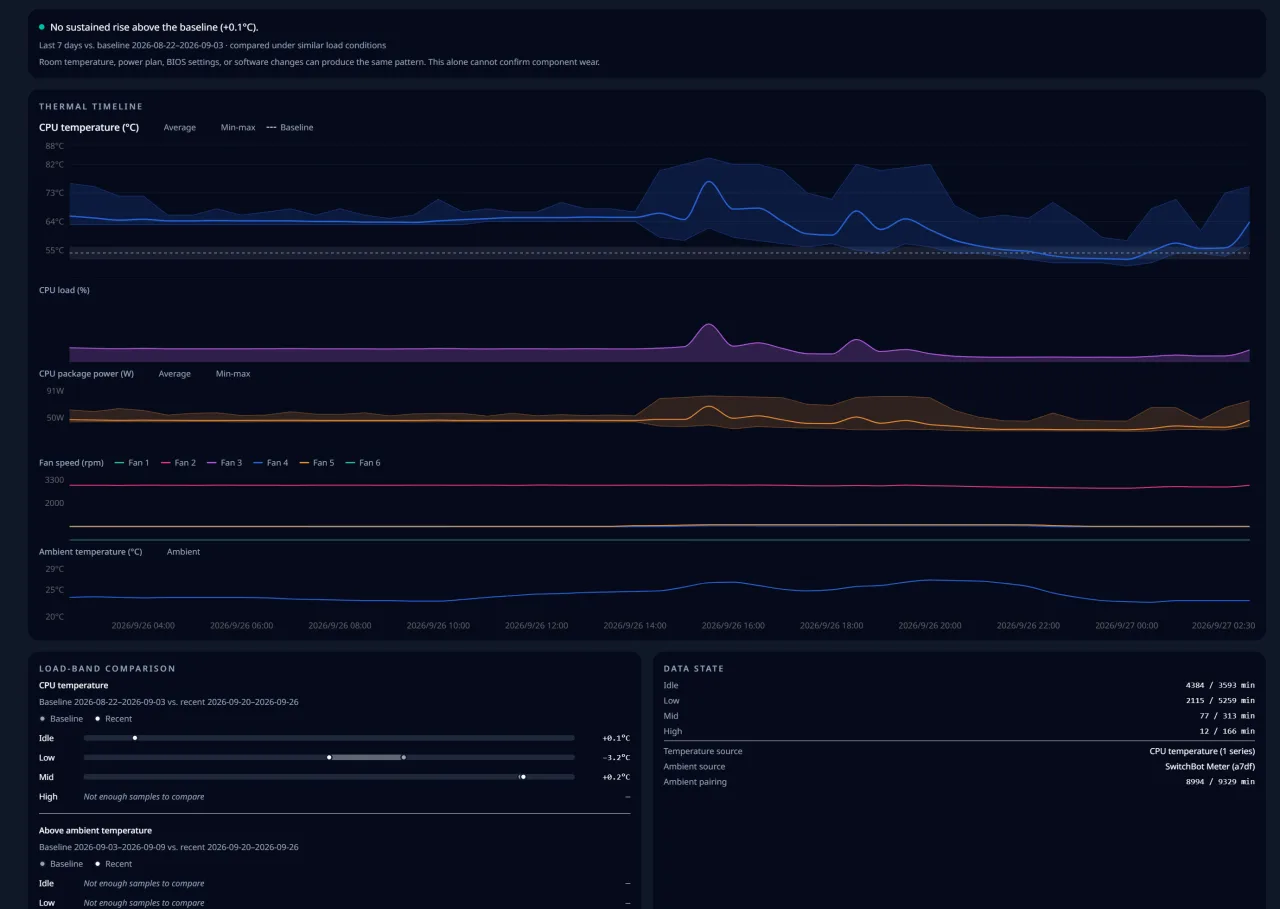 No sustained rise above the baseline (+0.1°C).
Last 7 days vs. baseline 2026-08-22–2026-09-03 · compared under similar load conditions
Room temperature, power plan, BIOS settings, or software changes can produce the same pattern. This alone cannot confirm component wear.
THERMAL TIMELINE
CPU temperature (°C) Average Min-max Baseline
88°C
82°C
73°C
64°C
55°C
CPU load (%)
CPU package power (W) Average Min-max
91W
50W
Fan speed (rpm) Fan 1 Fan 2 Fan 3 Fan 4 Fan 5 Fan 6
3300
2000
Ambient temperature (°C) Ambient
29°C
25°C
20°C
2026/9/26 04:00 2026/9/26 06:00 2026/9/26 08:00 2026/9/26 10:00 2026/9/26 12:00 2026/9/26 14:00 2026/9/26 16:00 2026/9/26 18:00 2026/9/26 20:00 2026/9/26 22:00 2026/9/27 00:00 2026/9/27 02:30
LOAD-BAND COMPARISON
CPU temperature
Baseline 2026-08-22–2026-09-03 vs. recent 2026-09-20–2026-09-26
Baseline Recent
Idle +0.1°C
Low −3.2°C
Mid +0.2°C
High Not enough samples to compare –
Above ambient temperature
Baseline 2026-09-03–2026-09-09 vs. recent 2026-09-20–2026-09-26
Baseline Recent
Idle Not enough samples to compare –
Low Not enough samples to compare –
DATA STATE
Idle 4384 / 3593 min
Low 2115 / 5259 min
Mid 77 / 313 min
High 12 / 166 min
Temperature source CPU temperature (1 series)
Ambient source SwitchBot Meter (a7df)
Ambient pairing 8994 / 9329 min